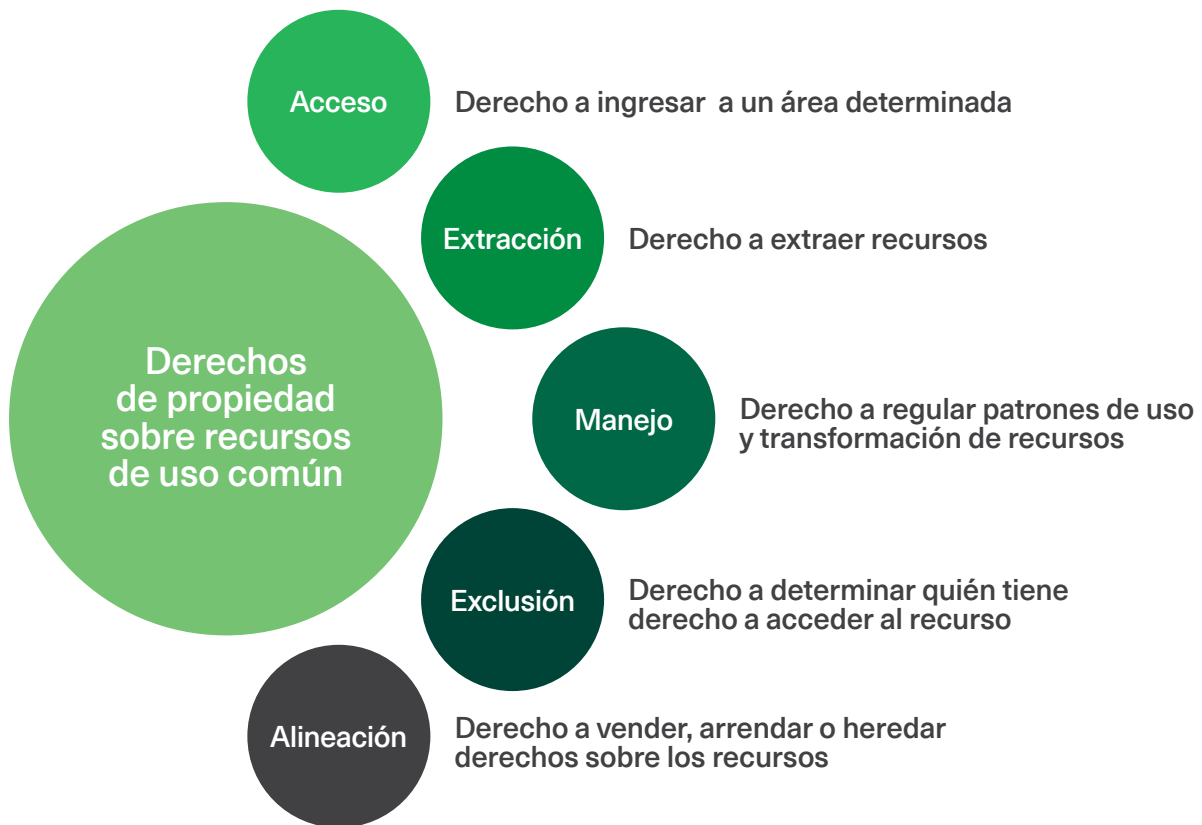 Acceso
Derecho a ingresar  a un área determinada
Extracción
Derecho a extraer recursos
Derechos
de propiedad
sobre recursos
de uso común
Manejo
Derecho a regular patrones de uso
y transformación de recursos
Exclusión
Derecho a determinar quién tiene
derecho a acceder al recurso
Alineación
Derecho a vender, arrendar o heredar
derechos sobre los recursos